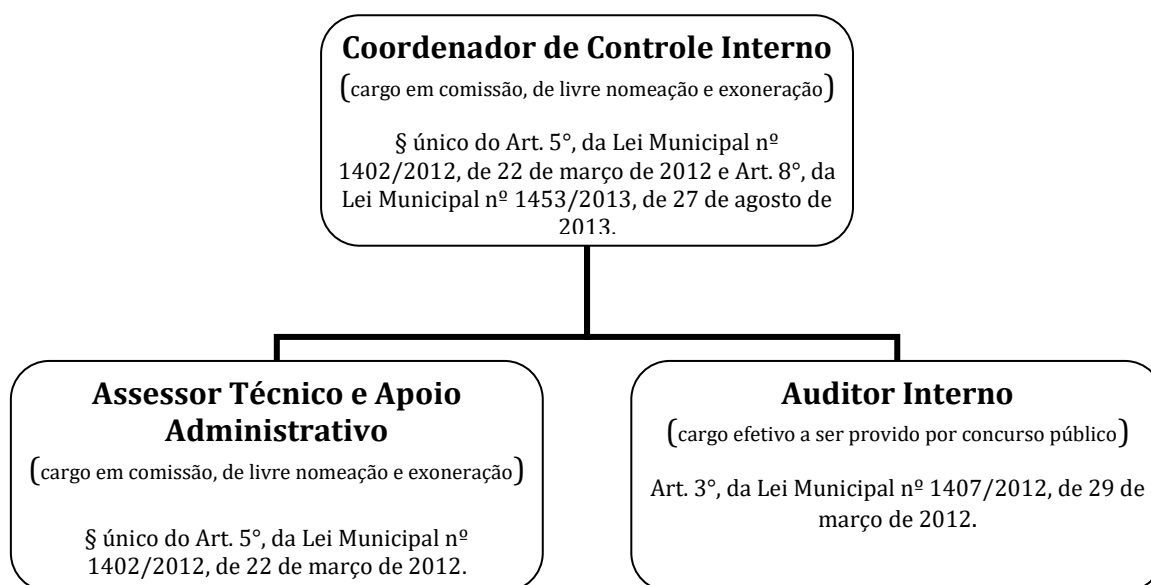 Coordenador de Controle Interno
(cargo em comissão, de livre nomeação e exoneração)
§ único do Art. 5°, da Lei Municipal nº
1402/2012, de 22 de março de 2012 e Art. 8°, da
Lei Municipal nº 1453/2013, de 27 de agosto de
2013.
Assessor Técnico e Apoio
Administrativo
(cargo em comissão, de livre nomeação e exoneração)
§ único do Art. 5°, da Lei Municipal nº
1402/2012, de 22 de março de 2012.
Auditor Interno
(cargo efetivo a ser provido por concurso público)
Art. 3°, da Lei Municipal nº 1407/2012, de 29 de
março de 2012.